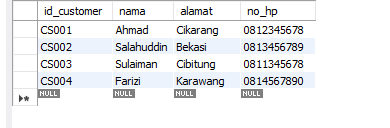 id_customer nama alamat no_hp
CS001 Ahmad Cikarang 0812345678
CS002 Salahuddin Bekasi 0813456789
CS003 Sulaiman Cibitung 0811345678
CS004 Farizi Karawang 0814567890
NULL NULL NULL NULL